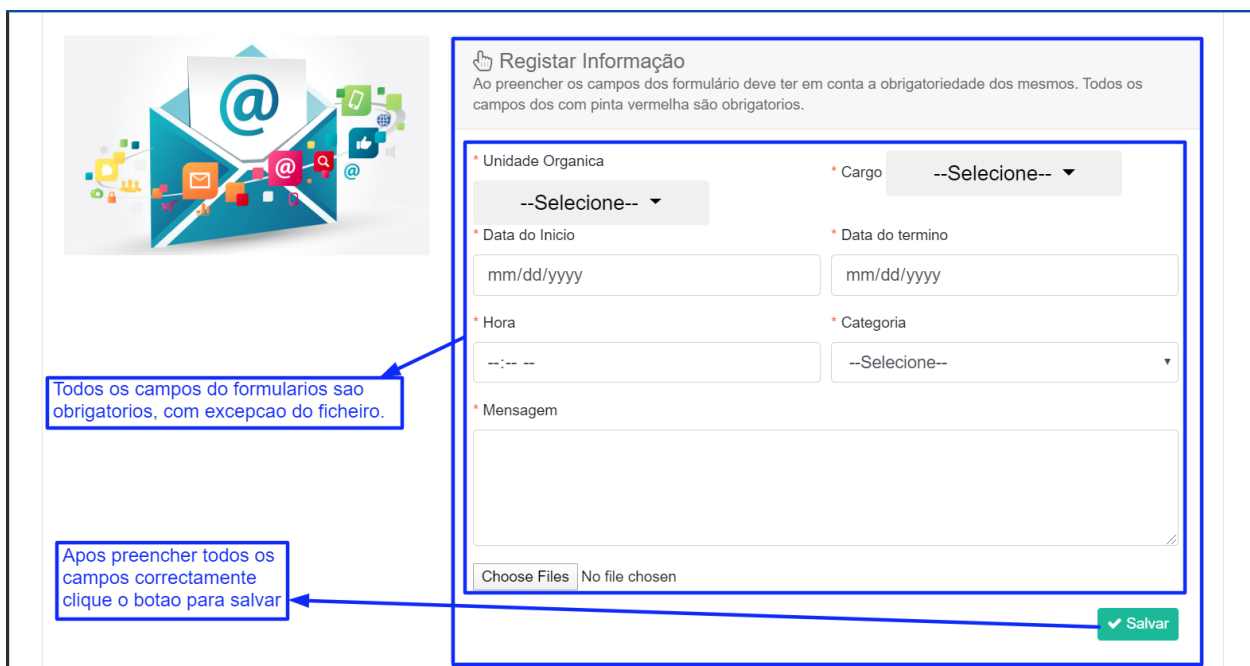 Registar Informação
Ao preencher os campos dos formulário deve ter em conta a obrigatoriedade dos mesmos. Todos os
campos dos com pinta vermelha são obrigatorios.
* Unidade Organica
--Selecione--
* Cargo --Selecione--
* Data do Inicio
* Data do termino
mm/dd/yyyy
mm/dd/yyyy
* Hora
* Categoria
--:-- --
--Selecione--
* Mensagem
Choose Files No file chosen
Salvar
Todos os campos do formularios sao
obrigatorios, com excepcao do ficheiro.
Apos preencher todos os
campos correctamente
clique o botao para salvar
@
@
@